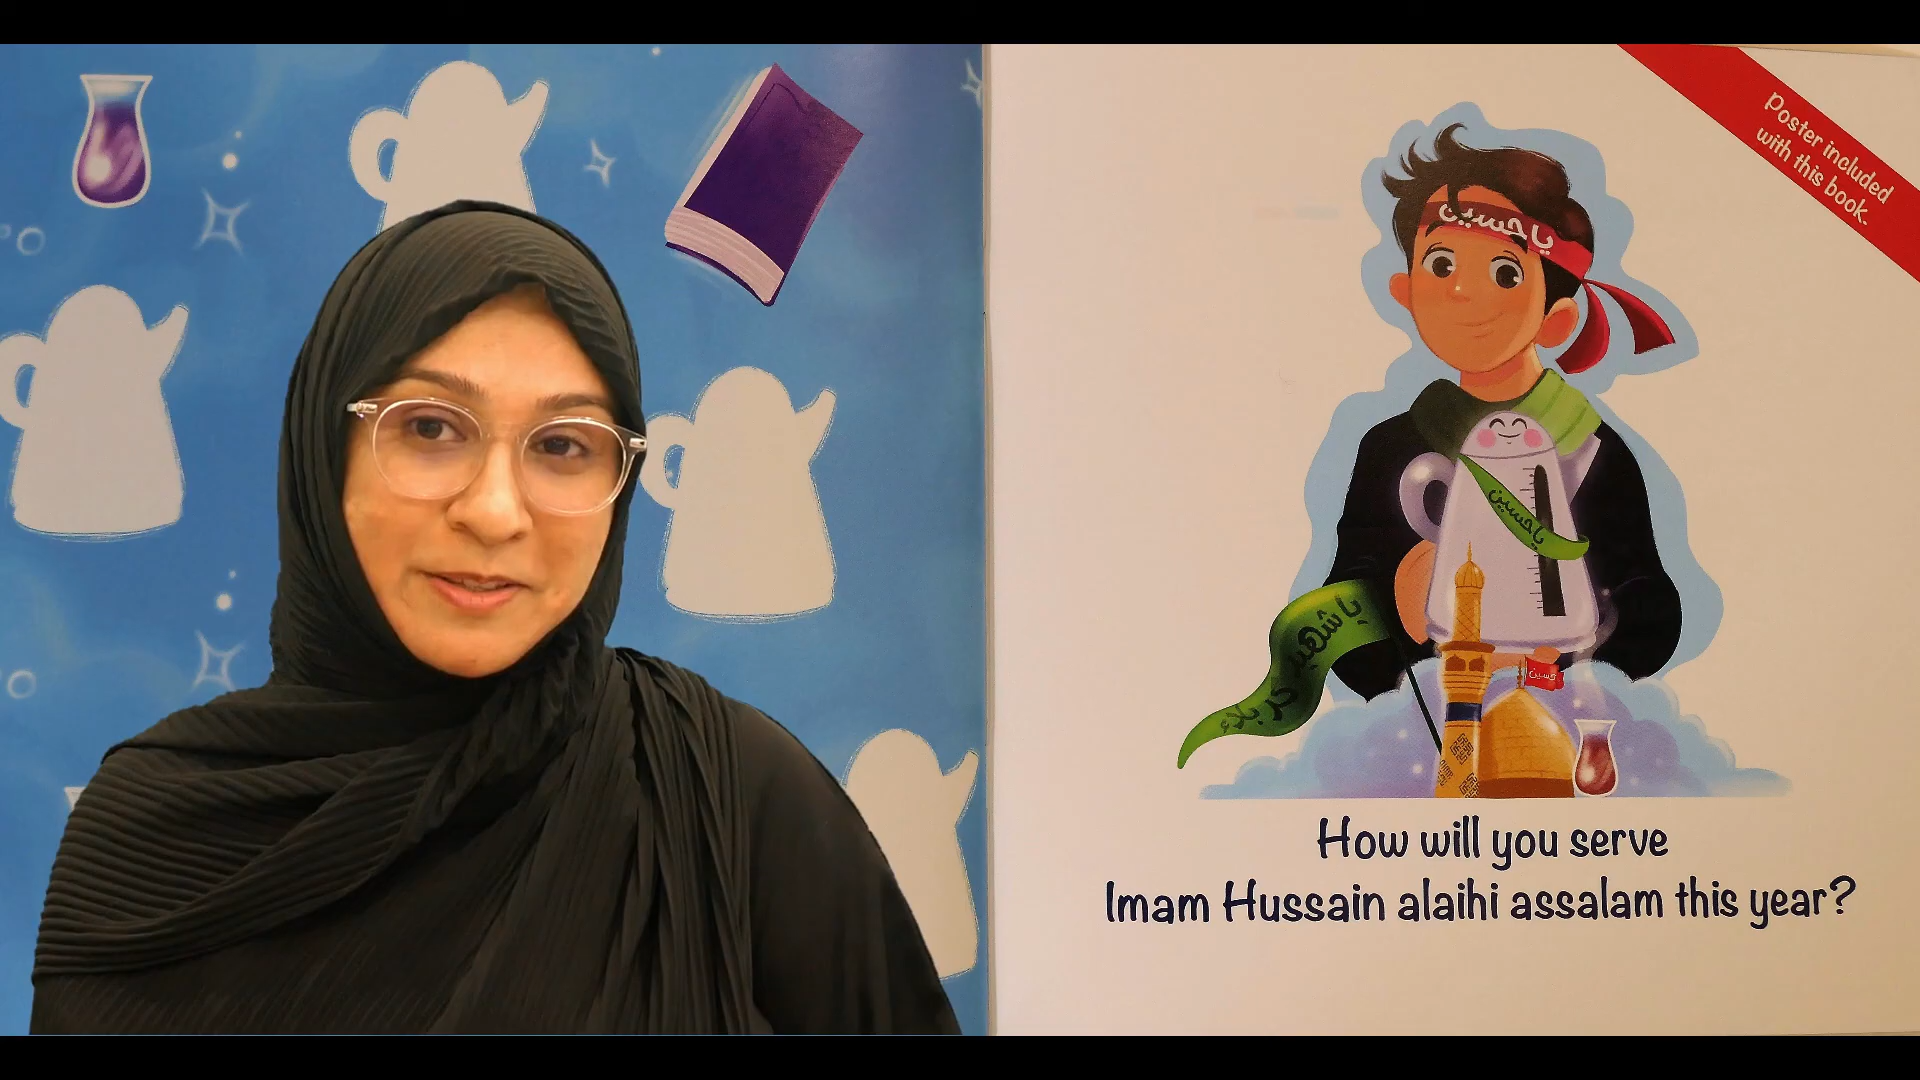 Poster included
with this book.
يا حسين
يا حسين
يا شهيد كربلاء
حسين
How will you serve
Imam Hussain alaihi assalam this year?